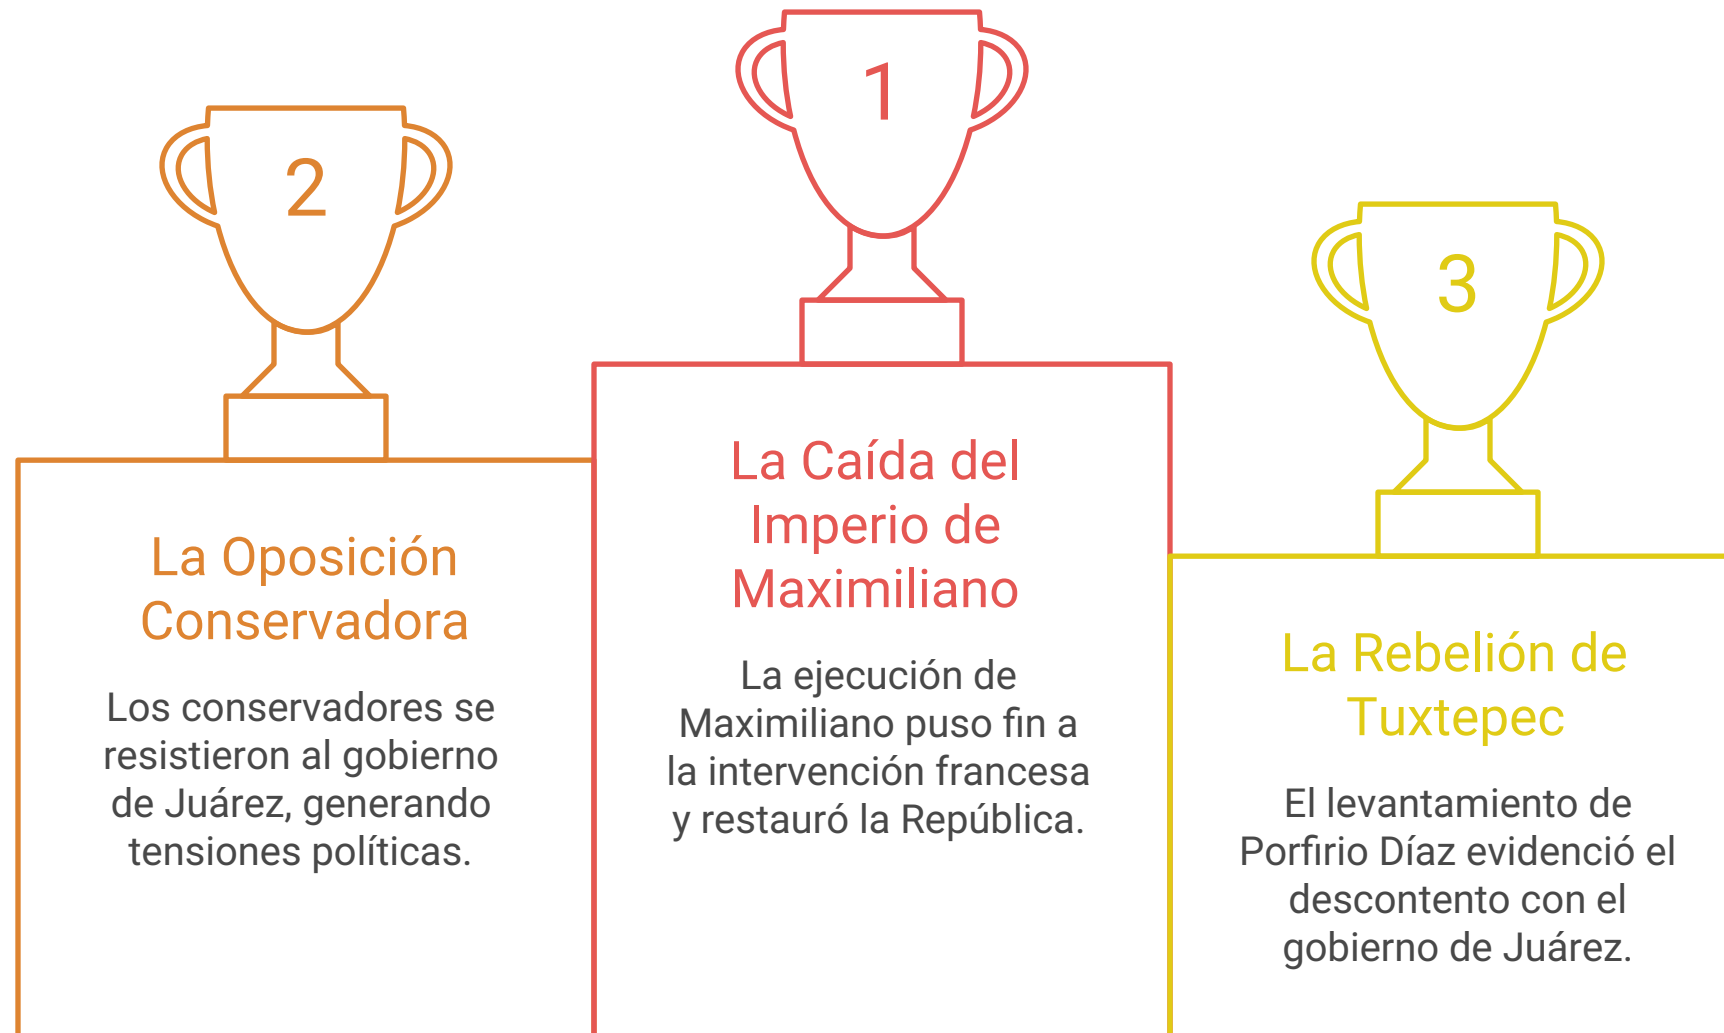 2
La Oposición
Conservadora
Los conservadores se
resistieron al gobierno
de Juárez, generando
tensiones políticas.
1
La Caída del
Imperio de
Maximiliano
La ejecución de
Maximiliano puso fin a
la intervención francesa
y restauró la República.
3
La Rebelión de
Tuxtepec
El levantamiento de
Porfirio Díaz evidenció el
descontento con el
gobierno de Juárez.